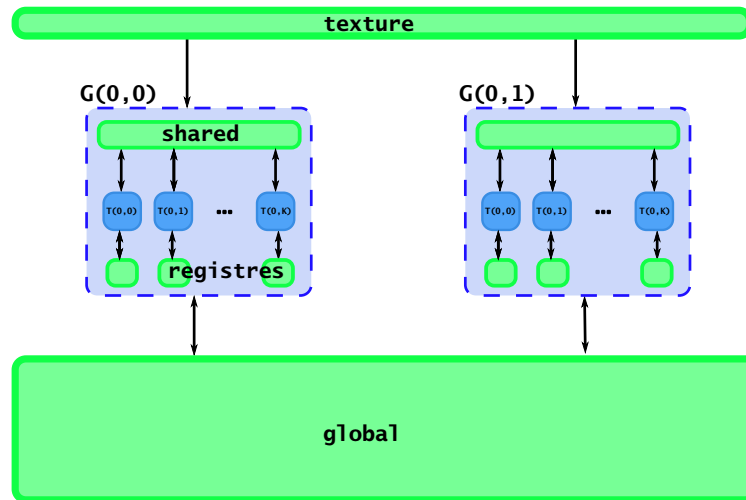 texture
G(0,0) G(0,1)
shared
T(0,0) T(0,1) ... T(0,K) T(0,0) T(0,1) ... T(0,K)
registres
global